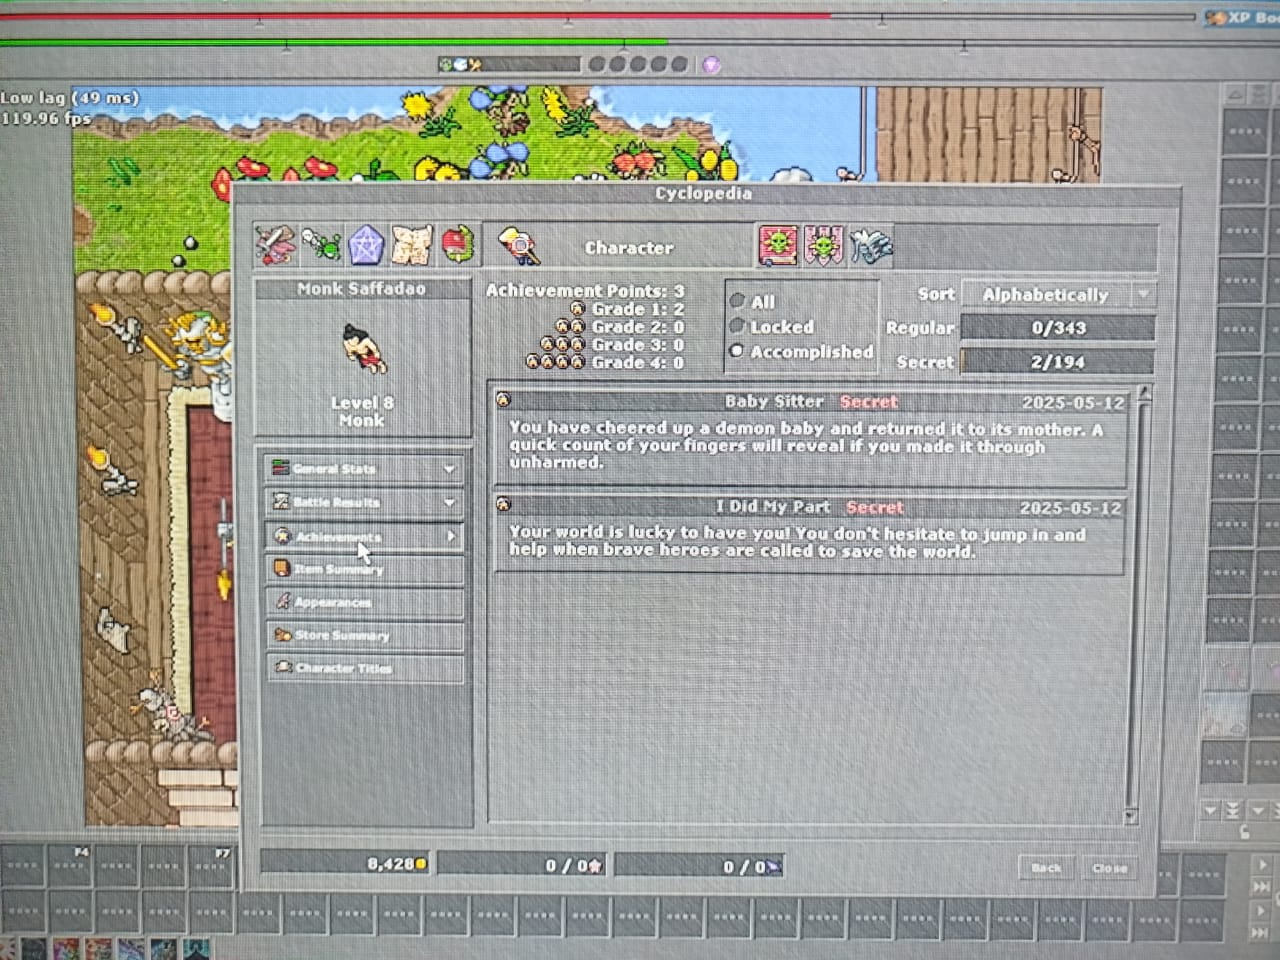 XP Boo
Low lag (49 ms)
119.96 fps
Cyclopedia
Character
Monk Saffadao
Level 8
Monk
Achievement Points: 3
Grade 1: 2
Grade 2: 0
Grade 3: 0
Grade 4: 0
All
Locked
Accomplished
Sort
Alphabetically
Regular
0/343
Secret
2/194
General Stats
Battle Results
Achievements
Item Summary
Appearances
Store Summary
Character Titles
Baby Sitter Secret 2025-05-12
You have cheered up a demon baby and returned it to its mother. A
quick count of your fingers will reveal if you made it through
unharmed.
I Did My Part Secret 2025-05-12
Your world is lucky to have you! You don't hesitate to jump in and
help when brave heroes are called to save the world.
8,428
0 / 0
0 / 0
Back
Close
F4
F7